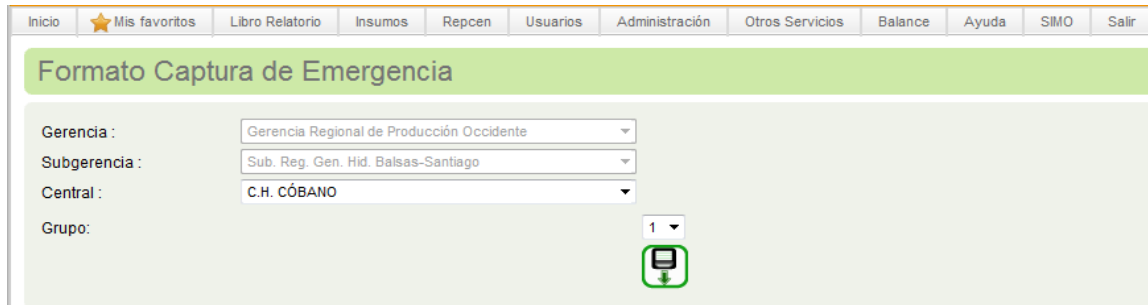 Inicio Mis favoritos Libro Relatorio Insumos Repcen Usuarios Administración Otros Servicios Balance Ayuda SIMO Salir
Formato Captura de Emergencia
Gerencia : Gerencia Regional de Producción Occidente
Subgerencia : Sub. Reg. Gen. Hid. Balsas-Santiago
Central : C.H. CÓBANO
Grupo: 1